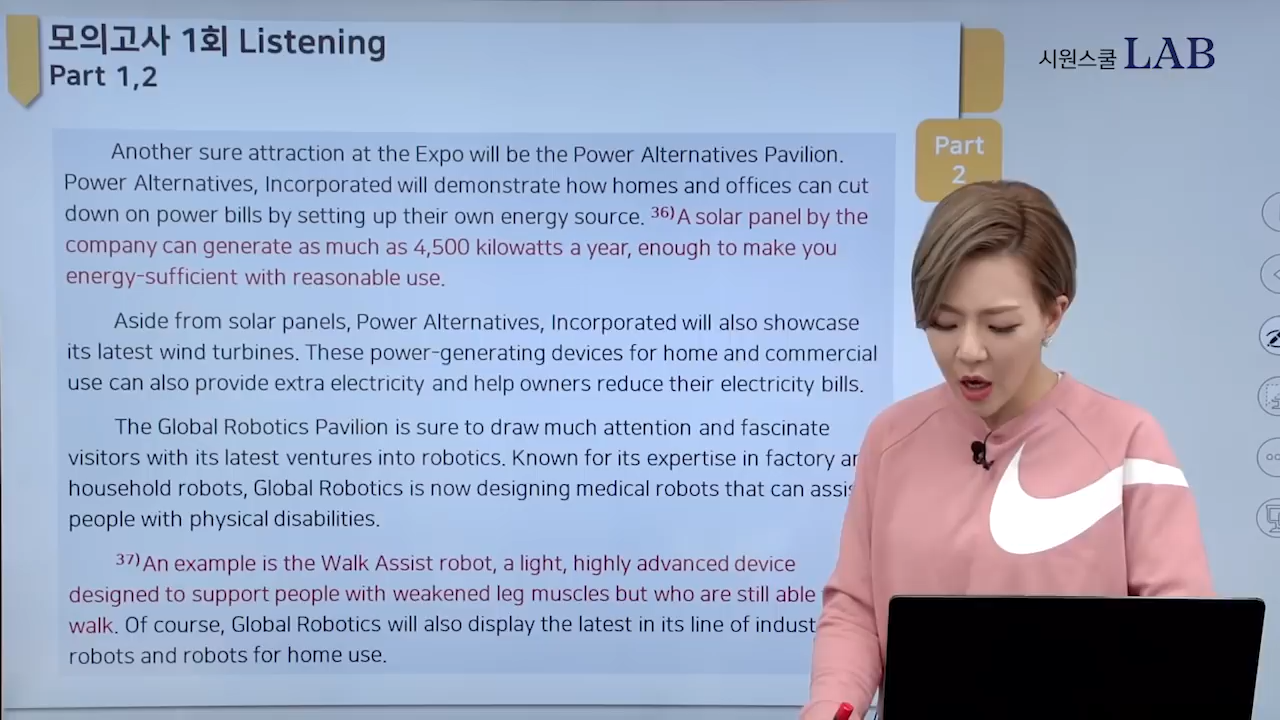 모의고사 1회 Listening
Part 1,2
시원스쿨 LAB
Part
2
Another sure attraction at the Expo will be the Power Alternatives Pavilion.
Power Alternatives, Incorporated will demonstrate how homes and offices can cut
down on power bills by setting up their own energy source. 36)A solar panel by the
company can generate as much as 4,500 kilowatts a year, enough to make you
energy-sufficient with reasonable use.
Aside from solar panels, Power Alternatives, Incorporated will also showcase
its latest wind turbines. These power-generating devices for home and commercial
use can also provide extra electricity and help owners reduce their electricity bills.
The Global Robotics Pavilion is sure to draw much attention and fascinate
visitors with its latest ventures into robotics. Known for its expertise in factory
household robots, Global Robotics is now designing medical robots that can
people with physical disabilities.
37)An example is the Walk Assist robot, a light, highly advanced device
designed to support people with weakened leg muscles but who are still able
walk. Of course, Global Robotics will also display the latest in its line of
robots and robots for home use.